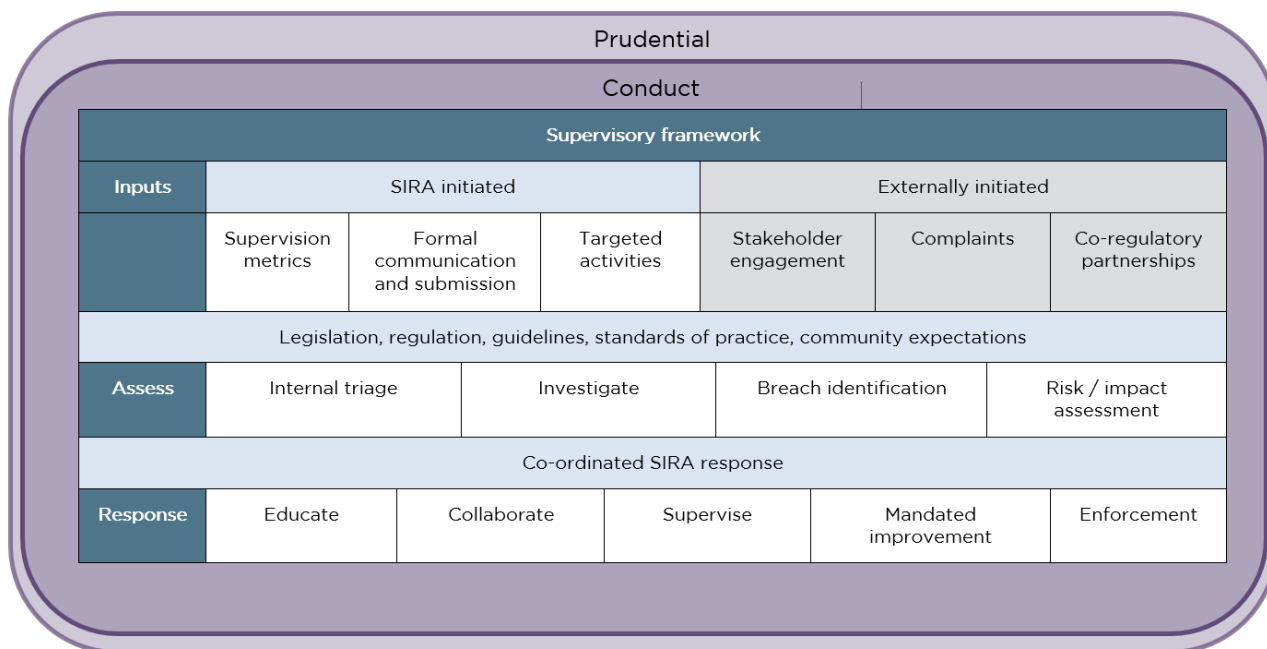 Prudential
Conduct
Supervisory framework
Inputs
SIRA initiated
Externally initiated
Supervision
metrics
Formal
communication
and submission
Targeted
activities
Stakeholder
engagement
Complaints
Co-regulatory
partnerships
Legislation, regulation, guidelines, standards of practice, community expectations
Assess
Internal triage
Investigate
Breach identification
Risk / impact
assessment
Co-ordinated SIRA response
Response
Educate
Collaborate
Supervise
Mandated
improvement
Enforcement